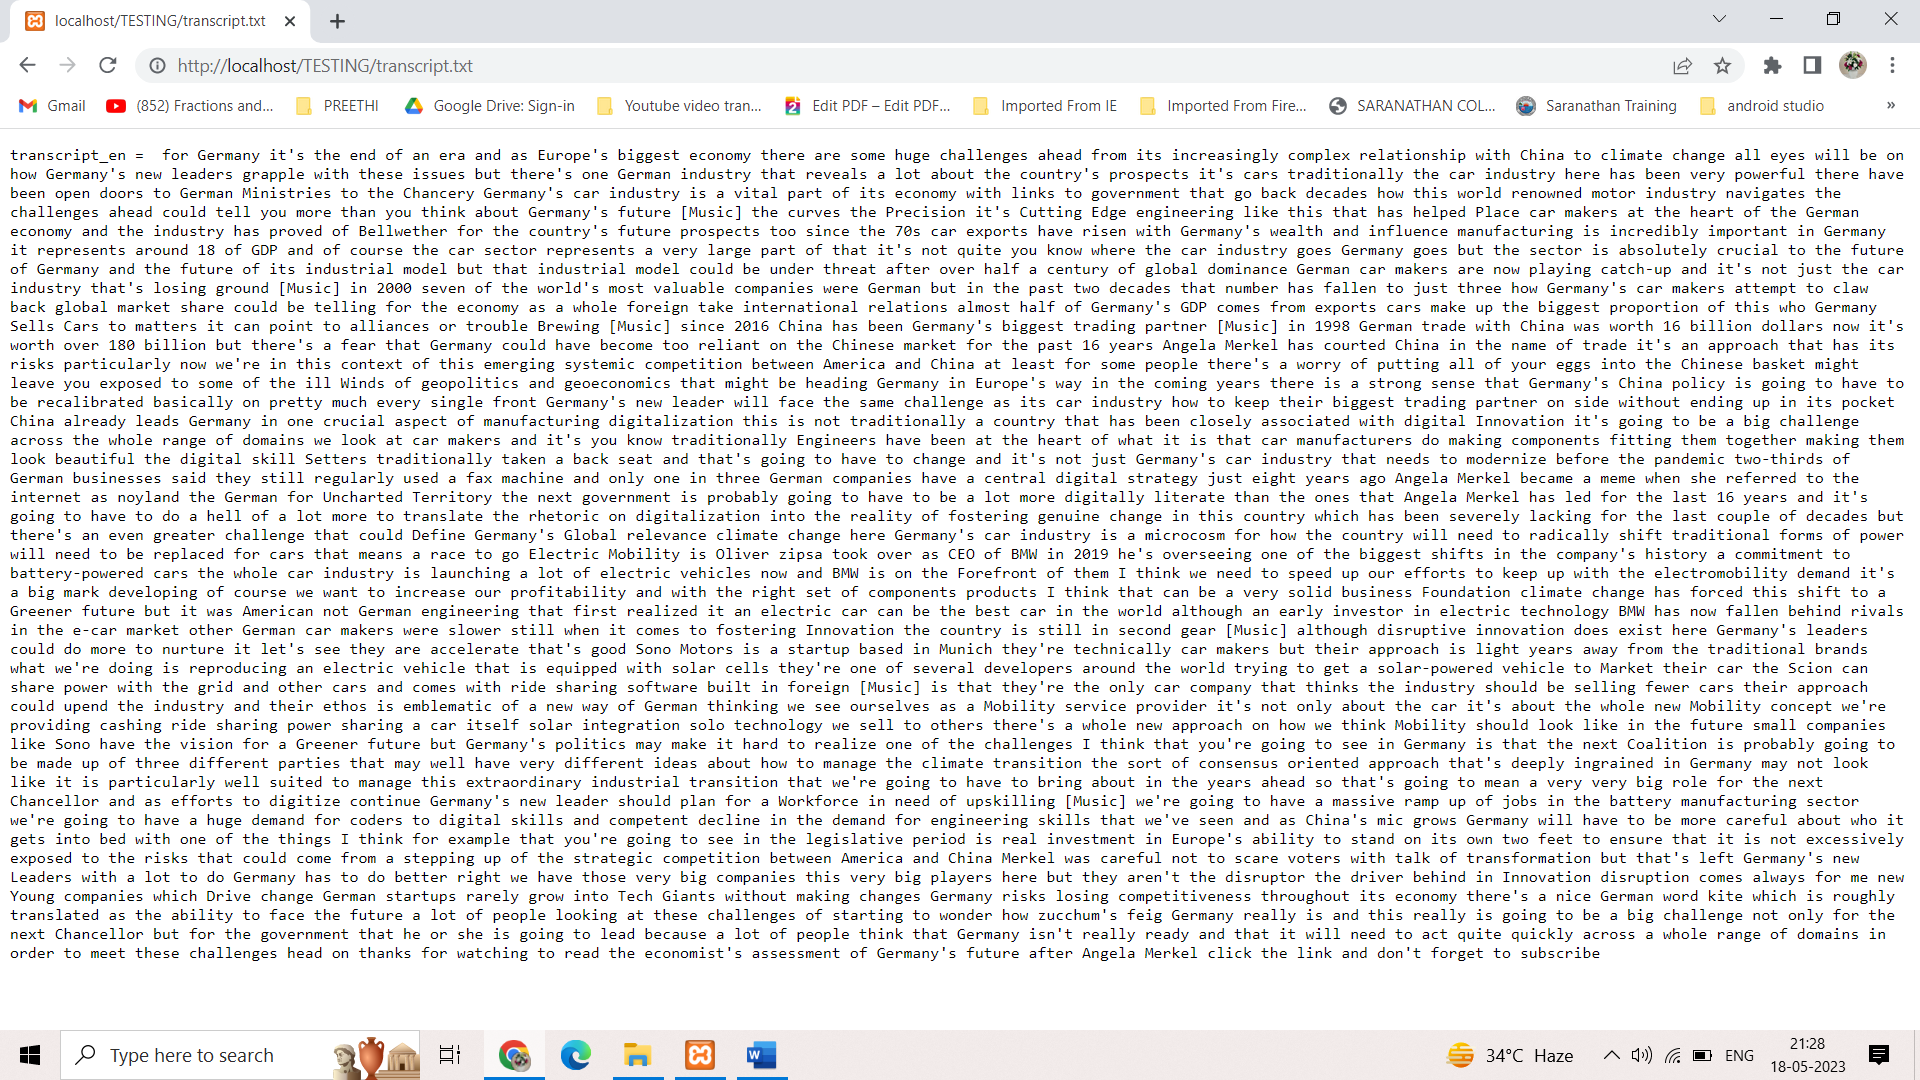 localhost/TESTING/transcript.txt
http://localhost/TESTING/transcript.txt
Gmail (852) Fractions and... PREETHI Google Drive: Sign-in Youtube video tran... Edit PDF – Edit PDF... Imported From IE Imported From Fire... SARANATHAN COL... Saranathan Training android studio »
transcript_en =  for Germany it's the end of an era and as Europe's biggest economy there are some huge challenges ahead from its increasingly complex relationship with China to climate change all eyes will be on
how Germany's new leaders grapple with these issues but there's one German industry that reveals a lot about the country's prospects it's cars traditionally the car industry here has been very powerful there have
been open doors to German Ministries to the Chancery Germany's car industry is a vital part of its economy with links to government that go back decades how this world renowned motor industry navigates the
challenges ahead could tell you more than you think about Germany's future [Music] the curves the Precision it's Cutting Edge engineering like this that has helped Place car makers at the heart of the German
economy and the industry has proved of Bellwether for the country's future prospects too since the 70s car exports have risen with Germany's wealth and influence manufacturing is incredibly important in Germany
it represents around 18 of GDP and of course the car sector represents a very large part of that it's not quite you know where the car industry goes Germany goes but the sector is absolutely crucial to the future
of Germany and the future of its industrial model but that industrial model could be under threat after over half a century of global dominance German car makers are now playing catch-up and it's not just the car
industry that's losing ground [Music] in 2000 seven of the world's most valuable companies were German but in the past two decades that number has fallen to just three how Germany's car makers attempt to claw
back global market share could be telling for the economy as a whole foreign take international relations almost half of Germany's GDP comes from exports cars make up the biggest proportion of this who Germany
Sells Cars to matters it can point to alliances or trouble Brewing [Music] since 2016 China has been Germany's biggest trading partner [Music] in 1998 German trade with China was worth 16 billion dollars now it's
worth over 180 billion but there's a fear that Germany could have become too reliant on the Chinese market for the past 16 years Angela Merkel has courted China in the name of trade it's an approach that has its
risks particularly now we're in this context of this emerging systemic competition between America and China at least for some people there's a worry of putting all of your eggs into the Chinese basket might
leave you exposed to some of the ill Winds of geopolitics and geoeconomics that might be heading Germany in Europe's way in the coming years there is a strong sense that Germany's China policy is going to have to
be recalibrated basically on pretty much every single front Germany's new leader will face the same challenge as its car industry how to keep their biggest trading partner on side without ending up in its pocket
China already leads Germany in one crucial aspect of manufacturing digitalization this is not traditionally a country that has been closely associated with digital Innovation it's going to be a big challenge
across the whole range of domains we look at car makers and it's you know traditionally Engineers have been at the heart of what it is that car manufacturers do making components fitting them together making them
look beautiful the digital skill Setters traditionally taken a back seat and that's going to have to change and it's not just Germany's car industry that needs to modernize before the pandemic two-thirds of
German businesses said they still regularly used a fax machine and only one in three German companies have a central digital strategy just eight years ago Angela Merkel became a meme when she referred to the
internet as noyland the German for Uncharted Territory the next government is probably going to have to be a lot more digitally literate than the ones that Angela Merkel has led for the last 16 years and it's
going to have to do a hell of a lot more to translate the rhetoric on digitalization into the reality of fostering genuine change in this country which has been severely lacking for the last couple of decades but
there's an even greater challenge that could Define Germany's Global relevance climate change here Germany's car industry is a microcosm for how the country will need to radically shift traditional forms of power
will need to be replaced for cars that means a race to go Electric Mobility is Oliver zipsa took over as CEO of BMW in 2019 he's overseeing one of the biggest shifts in the company's history a commitment to
battery-powered cars the whole car industry is launching a lot of electric vehicles now and BMW is on the Forefront of them I think we need to speed up our efforts to keep up with the electromobility demand it's
a big mark developing of course we want to increase our profitability and with the right set of components products I think that can be a very solid business Foundation climate change has forced this shift to a
Greener future but it was American not German engineering that first realized it an electric car can be the best car in the world although an early investor in electric technology BMW has now fallen behind rivals
in the e-car market other German car makers were slower still when it comes to fostering Innovation the country is still in second gear [Music] although disruptive innovation does exist here Germany's leaders
could do more to nurture it let's see they are accelerate that's good Sono Motors is a startup based in Munich they're technically car makers but their approach is light years away from the traditional brands
what we're doing is reproducing an electric vehicle that is equipped with solar cells they're one of several developers around the world trying to get a solar-powered vehicle to Market their car the Scion can
share power with the grid and other cars and comes with ride sharing software built in foreign [Music] is that they're the only car company that thinks the industry should be selling fewer cars their approach
could upend the industry and their ethos is emblematic of a new way of German thinking we see ourselves as a Mobility service provider it's not only about the car it's about the whole new Mobility concept we're
providing cashing ride sharing power sharing a car itself solar integration solo technology we sell to others there's a whole new approach on how we think Mobility should look like in the future small companies
like Sono have the vision for a Greener future but Germany's politics may make it hard to realize one of the challenges I think that you're going to see in Germany is that the next Coalition is probably going to
be made up of three different parties that may well have very different ideas about how to manage the climate transition the sort of consensus oriented approach that's deeply ingrained in Germany may not look
like it is particularly well suited to manage this extraordinary industrial transition that we're going to have to bring about in the years ahead so that's going to mean a very very big role for the next
Chancellor and as efforts to digitize continue Germany's new leader should plan for a Workforce in need of upskilling [Music] we're going to have a massive ramp up of jobs in the battery manufacturing sector
we're going to have a huge demand for coders to digital skills and competent decline in the demand for engineering skills that we've seen and as China's mic grows Germany will have to be more careful about who it
gets into bed with one of the things I think for example that you're going to see in the legislative period is real investment in Europe's ability to stand on its own two feet to ensure that it is not excessively
exposed to the risks that could come from a stepping up of the strategic competition between America and China Merkel was careful not to scare voters with talk of transformation but that's left Germany's new
Leaders with a lot to do Germany has to do better right we have those very big companies this very big players here but they aren't the disruptor the driver behind in Innovation disruption comes always for me new
Young companies which Drive change German startups rarely grow into Tech Giants without making changes Germany risks losing competitiveness throughout its economy there's a nice German word kite which is roughly
translated as the ability to face the future a lot of people looking at these challenges of starting to wonder how zucchum's feig Germany really is and this really is going to be a big challenge not only for the
next Chancellor but for the government that he or she is going to lead because a lot of people think that Germany isn't really ready and that it will need to act quite quickly across a whole range of domains in
order to meet these challenges head on thanks for watching to read the economist's assessment of Germany's future after Angela Merkel click the link and don't forget to subscribe
Type here to search 34°C Haze ENG 21:28
18-05-2023